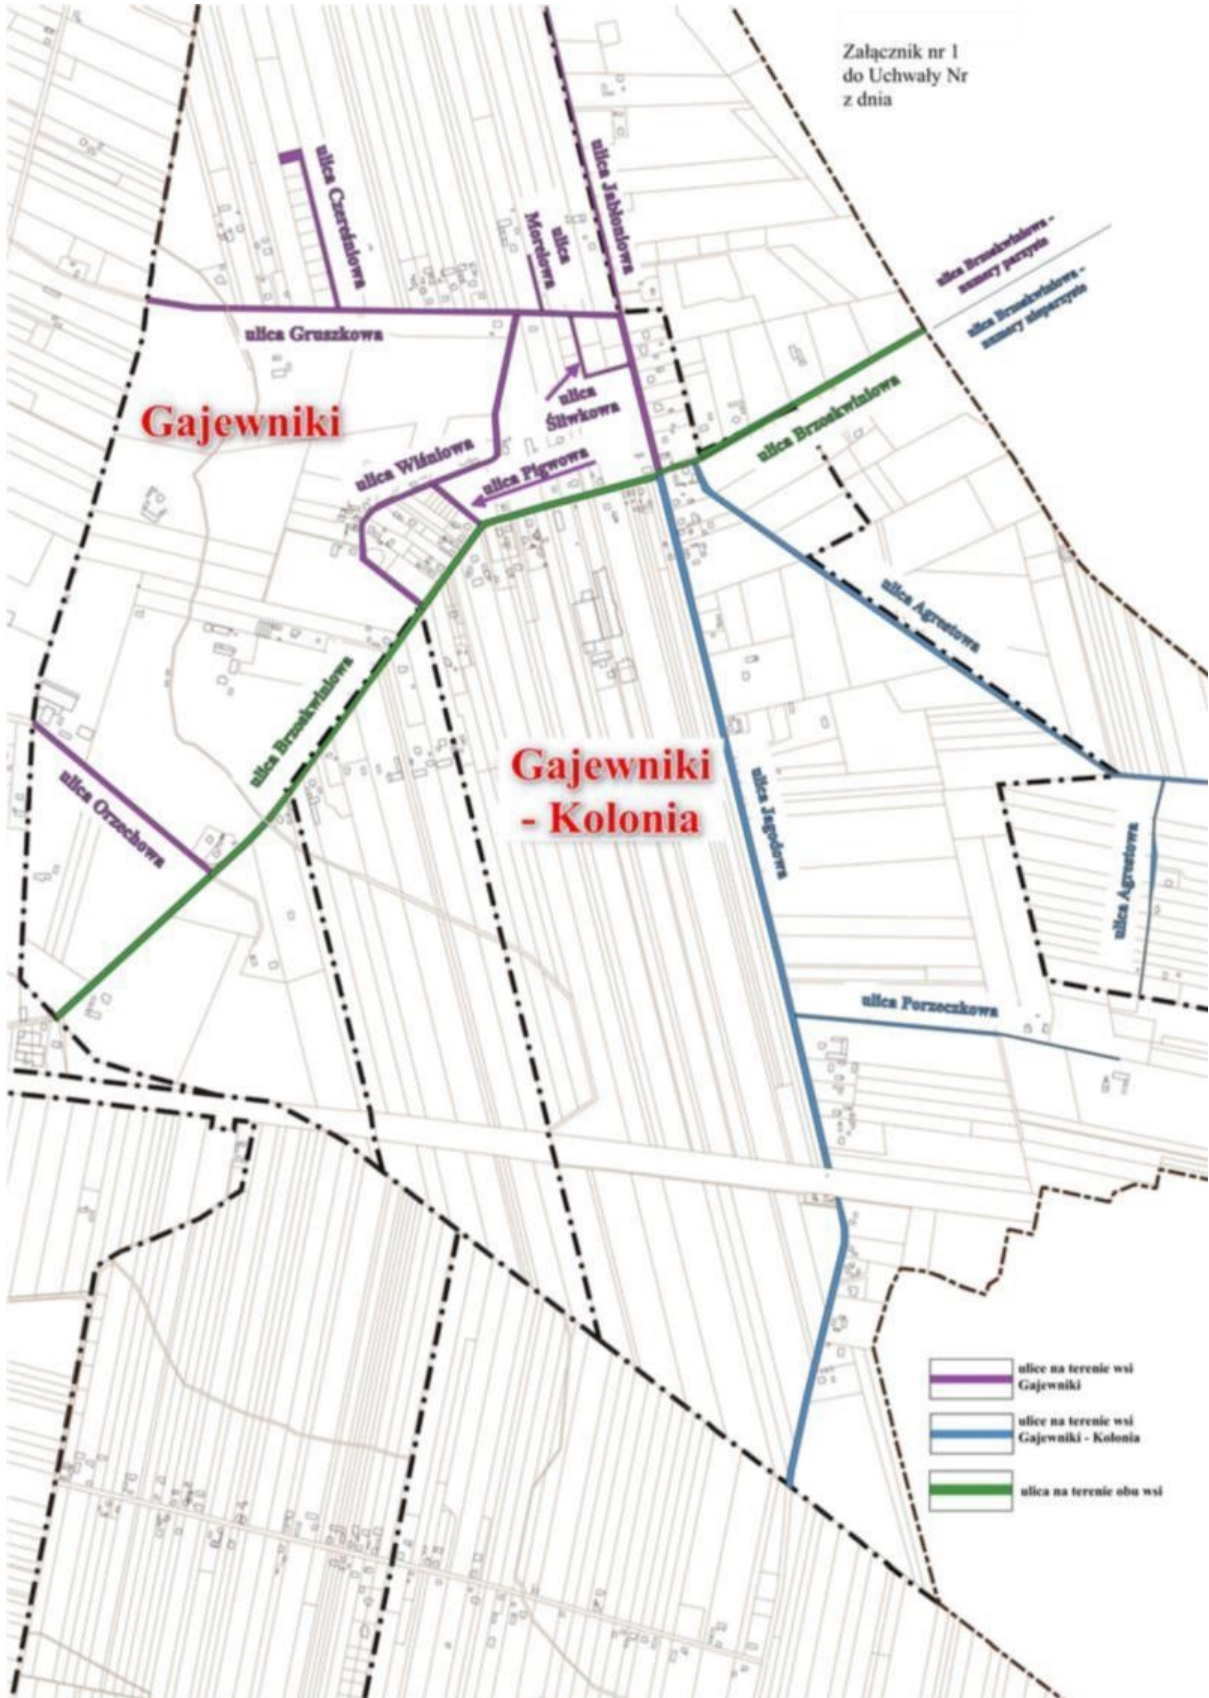 Załącznik nr 1
do Uchwały Nr
z dnia
ulica Czereśniowa
ulica
Morelowa
ulica Jabłoniowa
ulica Brzoskwiniowa -
numery parzyste
ulica Brzoskwiniowa -
numery nieparzyste
ulica Gruszkowa
ulica
Śliwkowa
ulica Brzoskwiniowa
Gajewniki
ulica Wiśniowa
ulica Pigwowa
ulica Agrestowa
ulica Brzoskwiniowa
Gajewniki
- Kolonia
ulica Orzechowa
ulica Jagodowa
ulica Agrestowa
ulica Porzeczkowa
ulice na terenie wsi
Gajewniki
ulice na terenie wsi
Gajewniki - Kolonia
ulica na terenie obu wsi